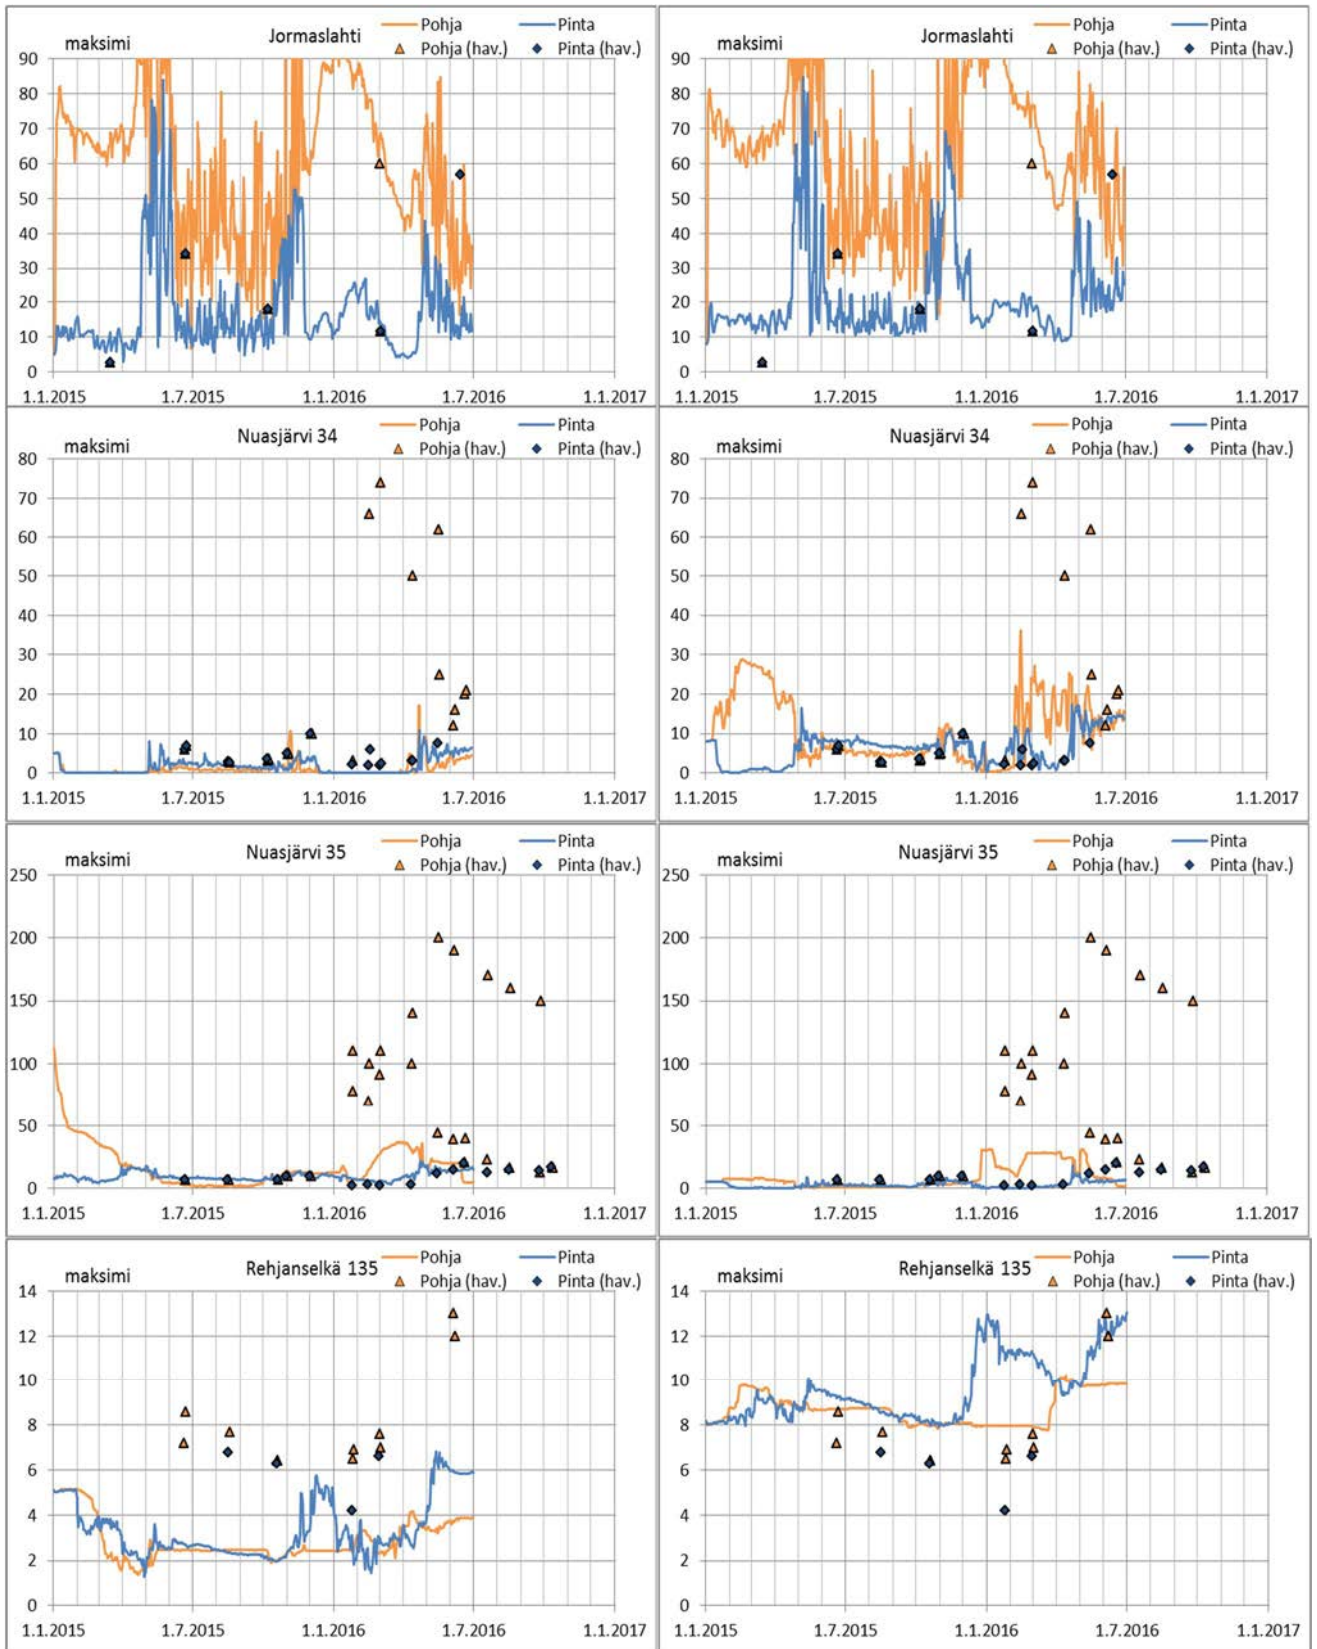 Jormaslahti
Pohja
Pinta
maksimi
Pohja (hav.)
Pinta (hav.)
90
80
70
60
50
40
30
20
10
0
1.1.2015
1.7.2015
1.1.2016
1.7.2016
1.1.2017
Jormaslahti
Pohja
Pinta
maksimi
Pohja (hav.)
Pinta (hav.)
90
80
70
60
50
40
30
20
10
0
1.1.2015
1.7.2015
1.1.2016
1.7.2016
1.1.2017
Nuasjärvi 34
Pohja
Pinta
maksimi
Pohja (hav.)
Pinta (hav.)
80
70
60
50
40
30
20
10
0
1.1.2015
1.7.2015
1.1.2016
1.7.2016
1.1.2017
Nuasjärvi 34
Pohja
Pinta
maksimi
Pohja (hav.)
Pinta (hav.)
80
70
60
50
40
30
20
10
0
1.1.2015
1.7.2015
1.1.2016
1.7.2016
1.1.2017
Nuasjärvi 35
Pohja
Pinta
maksimi
Pohja (hav.)
Pinta (hav.)
250
200
150
100
50
0
1.1.2015
1.7.2015
1.1.2016
1.7.2016
1.1.2017
Nuasjärvi 35
Pohja
Pinta
maksimi
Pohja (hav.)
Pinta (hav.)
250
200
150
100
50
0
1.1.2015
1.7.2015
1.1.2016
1.7.2016
1.1.2017
Rehjanselkä 135
Pohja
Pinta
maksimi
Pohja (hav.)
Pinta (hav.)
14
12
10
8
6
4
2
0
1.1.2015
1.7.2015
1.1.2016
1.7.2016
1.1.2017
Rehjanselkä 135
Pohja
Pinta
maksimi
Pohja (hav.)
Pinta (hav.)
14
12
10
8
6
4
2
0
1.1.2015
1.7.2015
1.1.2016
1.7.2016
1.1.2017